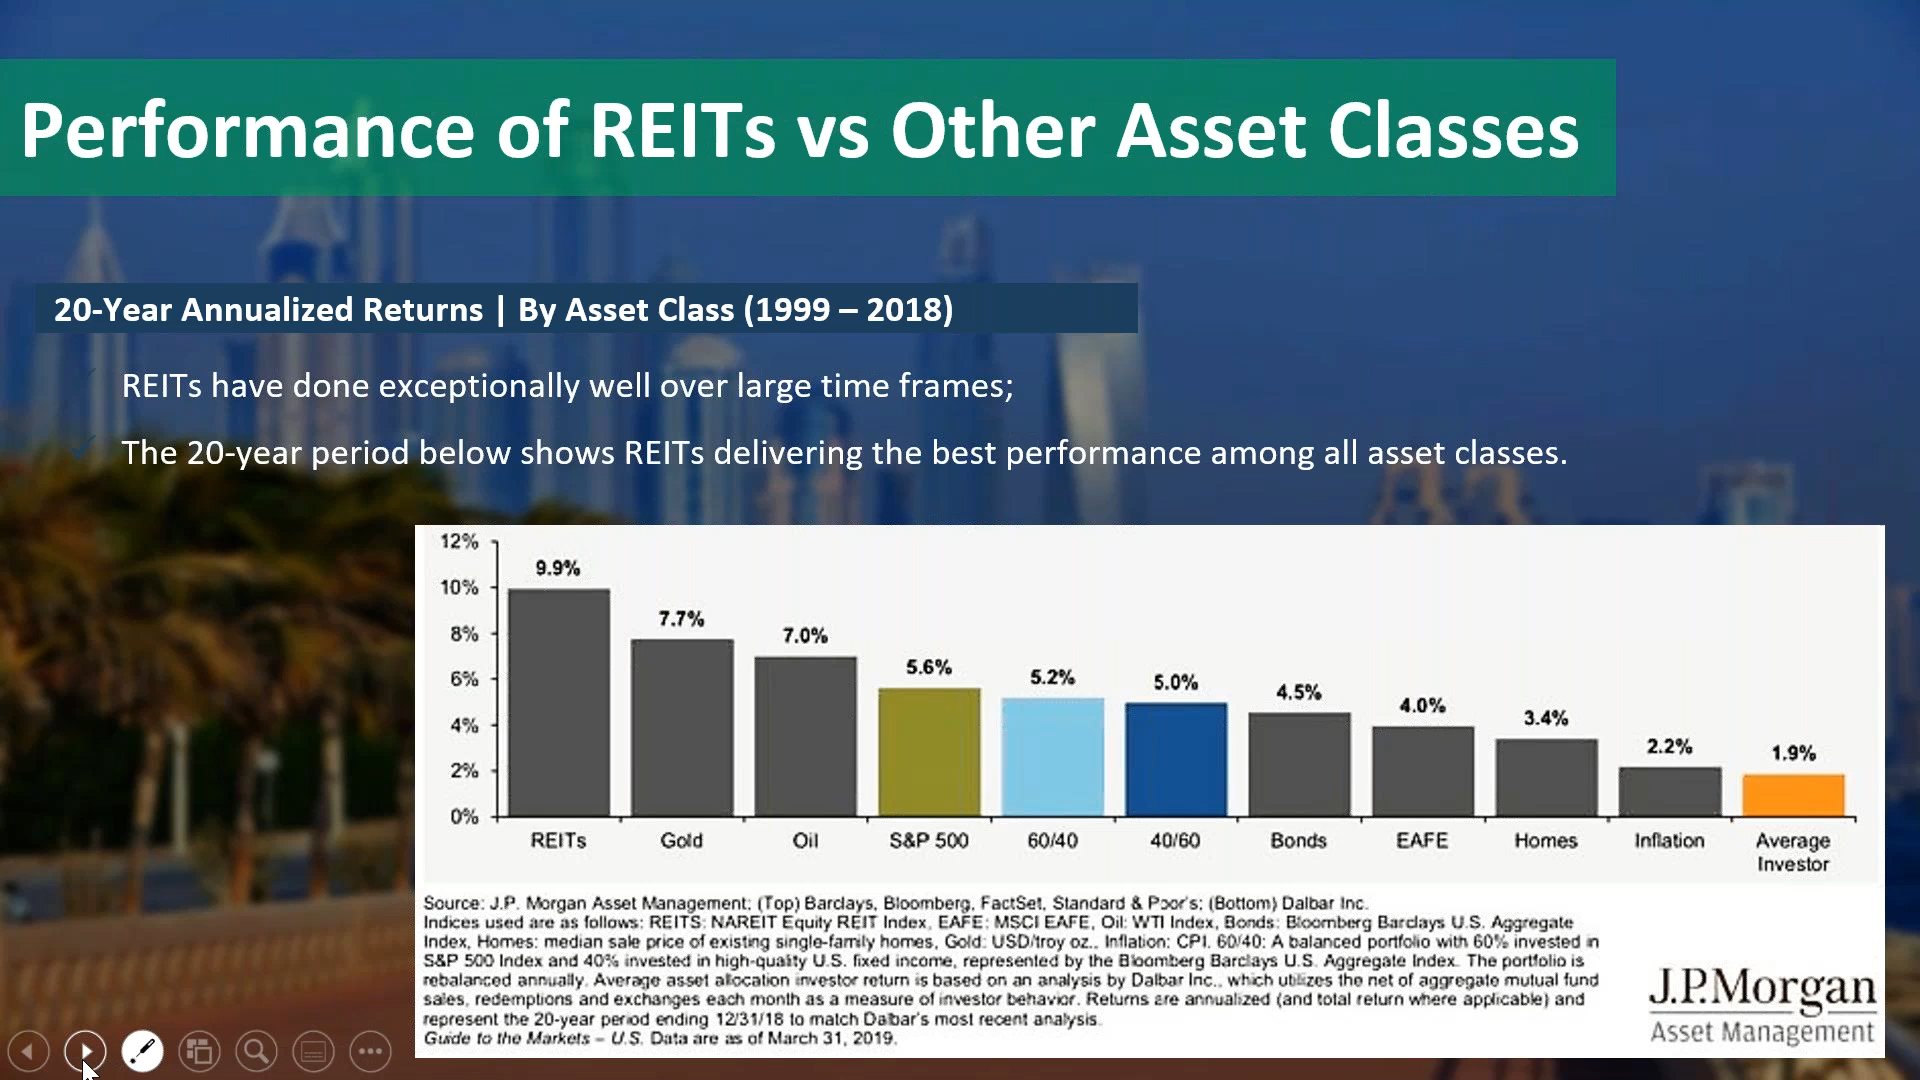 Performance of REITs vs Other Asset Classes
20-Year Annualized Returns | By Asset Class (1999 – 2018)
REITs have done exceptionally well over large time frames;
The 20-year period below shows REITs delivering the best performance among all asset classes.
12%
10%
8%
6%
4%
2%
0%
9.9%
7.7%
7.0%
5.6%
5.2%
5.0%
4.5%
4.0%
3.4%
2.2%
1.9%
REITs
Gold
Oil
S&P 500
60/40
40/60
Bonds
EAFE
Homes
Inflation
Average
Investor
Source: J.P. Morgan Asset Management; (Top) Barclays, Bloomberg, FactSet, Standard & Poor's; (Bottom) Dalbar Inc.
Indices used are as follows: REITS: NAREIT Equity REIT Index, EAFE: MSCI EAFE, Oil: WTI Index, Bonds: Bloomberg Barclays U.S. Aggregate
Index, Homes: median sale price of existing single-family homes, Gold: USD/troy oz., Inflation: CPI. 60/40: A balanced portfolio with 60% invested in
S&P 500 Index and 40% invested in high-quality U.S. fixed income, represented by the Bloomberg Barclays U.S. Aggregate Index. The portfolio is
rebalanced annually. Average asset allocation investor return is based on an analysis by Dalbar Inc., which utilizes the net of aggregate mutual fund
sales, redemptions and exchanges each month as a measure of investor behavior. Returns are annualized (and total return where applicable) and
represent the 20-year period ending 12/31/18 to match Dalbar's most recent analysis.
Guide to the Markets – U.S. Data are as of March 31, 2019.
J.P.Morgan
Asset Management